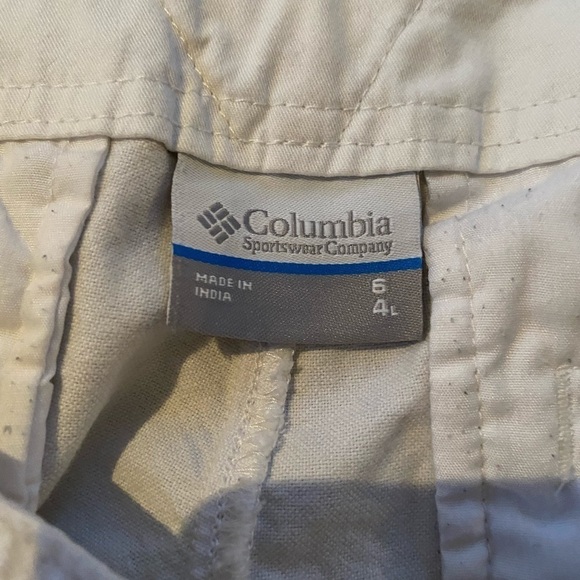 Columbia
Sportswear Company
MADE IN
INDIA
6
4L